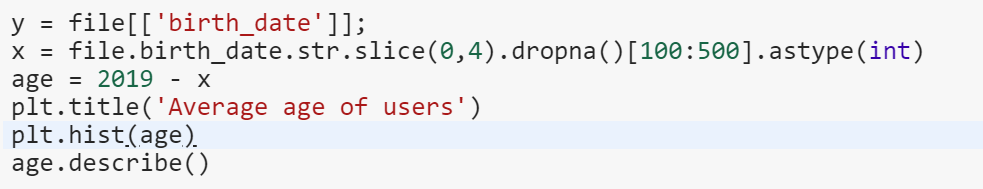 y = file[['birth_date']];
x = file.birth_date.str.slice(0,4).dropna()[100:500].astype(int)
age = 2019 - x
plt.title('Average age of users')
plt.hist(age)
age.describe()